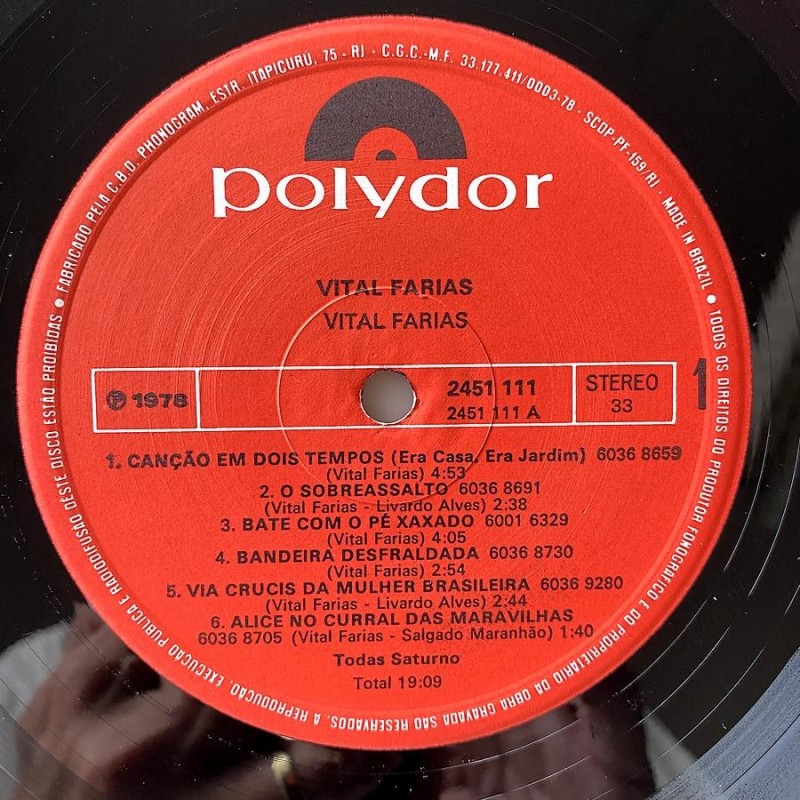 polydor
VITAL FARIAS
VITAL FARIAS
℗ 1978
2451 111
2451 111 A
STEREO
33
1
1. CANÇÃO EM DOIS TEMPOS (Era Casa, Era Jardim) 6036 8659
(Vital Farias) 4:53
2. O SOBREASSALTO 6036 8691
(Vital Farias - Livardo Alves) 2:38
3. BATE COM O PÉ XAXADO 6001 6329
(Vital Farias) 4:05
4. BANDEIRA DESFRALDADA 6036 8730
(Vital Farias) 2:54
5. VIA CRUCIS DA MULHER BRASILEIRA 6036 9280
(Vital Farias - Livardo Alves) 2:44
6. ALICE NO CURRAL DAS MARAVILHAS
6036 8705 (Vital Farias - Salgado Maranhão) 1:40
Todas Saturno
Total 19:09
● FABRICADO PELA C.B.D. PHONOGRAM, ESTR. ITAPICURU, 75 - RJ - C.G.C.-M.F. 33.177.411/0003-78 - SCDP-PF-159/RJ - MADE IN BRAZIL ● TODOS OS DIREITOS DO PRODUTOR FONOGRÁFICO E DO PROPRIETÁRIO DA OBRA GRAVADA SÃO RESERVADOS. A REPRODUÇÃO, EXECUÇÃO PÚBLICA E RADIODIFUSÃO DESTE DISCO ESTÃO PROIBIDAS